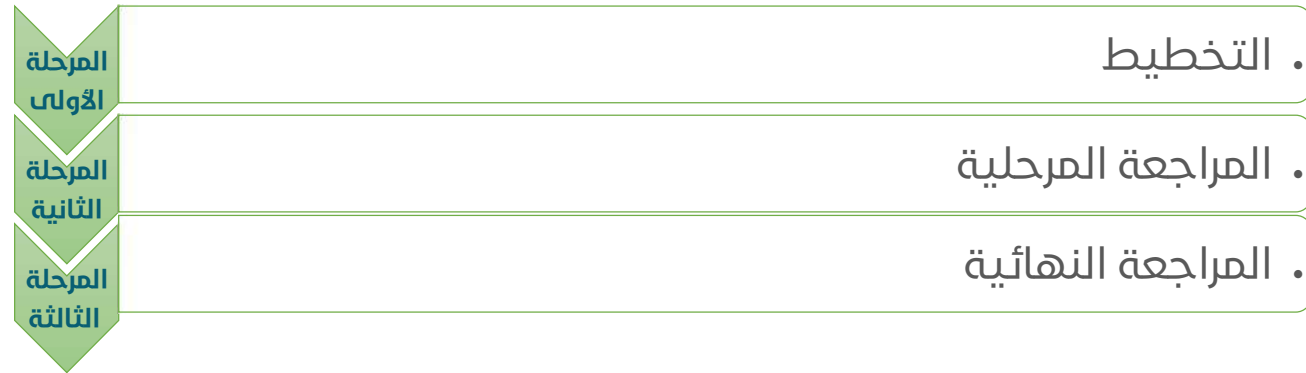 المرحلة
الأولى
. التخطيط
المرحلة
الثانية
. المراجعة المرحلية
المرحلة
الثالثة
. المراجعة النهائية